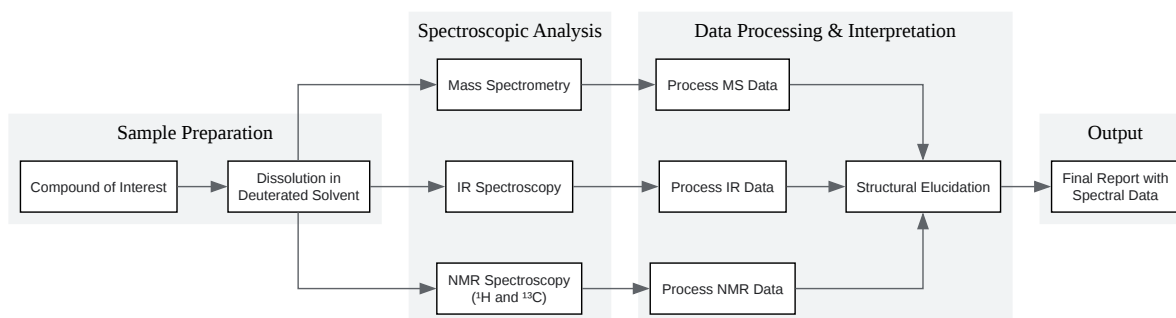 Spectroscopic Analysis
Data Processing & Interpretation
Mass Spectrometry
Process MS Data
Sample Preparation
Output
Compound of Interest
Dissolution in
Deuterated Solvent
IR Spectroscopy
Process IR Data
Structural Elucidation
Final Report with
Spectral Data
NMR Spectroscopy
(¹H and ¹³C)
Process NMR Data